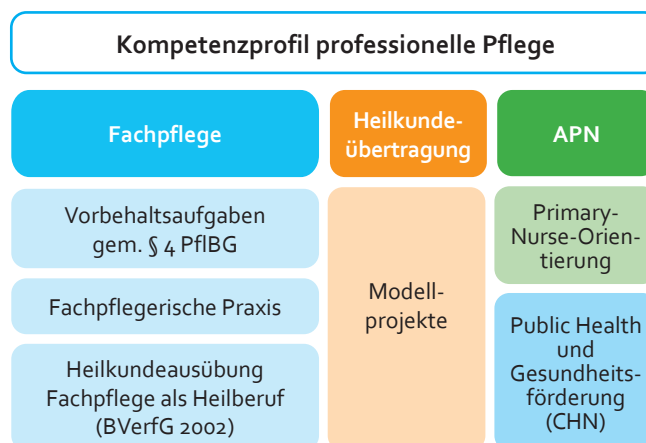 Kompetenzprofil professionelle Pflege
Fachpflege
Vorbehaltsaufgaben
gem. § 4 PflBG
Fachpflegerische Praxis
Heilkundeausübung
Fachpflege als Heilberuf
(BVerfG 2002)
Heilkunde-
übertragung
Modell-
projekte
APN
Primary-
Nurse-Orien-
tierung
Public Health
und
Gesundheits-
förderung
(CHN)